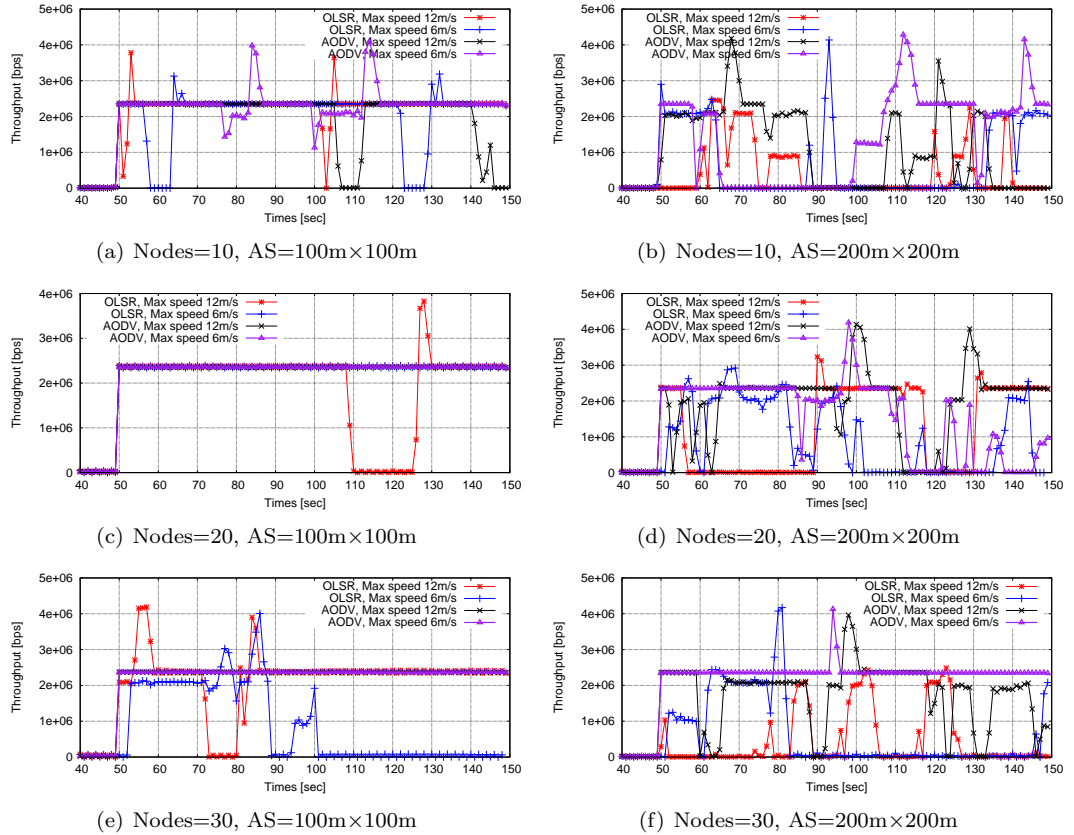 5e+06
4e+06
3e+06
2e+06
1e+06
0
40 50 60 70 80 90 100 110 120 130 140 150
Throughput [bps]
Times [sec]
OLSR, Max speed 12m/s
OLSR, Max speed 6m/s
AODV, Max speed 12m/s
AODV, Max speed 6m/s
(a) Nodes=10, AS=100m×100m
5e+06
4e+06
3e+06
2e+06
1e+06
0
40 50 60 70 80 90 100 110 120 130 140 150
Throughput [bps]
Times [sec]
OLSR, Max speed 12m/s
OLSR, Max speed 6m/s
AODV, Max speed 12m/s
AODV, Max speed 6m/s
(b) Nodes=10, AS=200m×200m
4e+06
3e+06
2e+06
1e+06
0
40 50 60 70 80 90 100 110 120 130 140 150
Throughput [bps]
Times [sec]
OLSR, Max speed 12m/s
OLSR, Max speed 6m/s
AODV, Max speed 12m/s
AODV, Max speed 6m/s
(c) Nodes=20, AS=100m×100m
5e+06
4e+06
3e+06
2e+06
1e+06
0
40 50 60 70 80 90 100 110 120 130 140 150
Throughput [bps]
Times [sec]
OLSR, Max speed 12m/s
OLSR, Max speed 6m/s
AODV, Max speed 12m/s
AODV, Max speed 6m/s
(d) Nodes=20, AS=200m×200m
5e+06
4e+06
3e+06
2e+06
1e+06
0
40 50 60 70 80 90 100 110 120 130 140 150
Throughput [bps]
Times [sec]
OLSR, Max speed 12m/s
OLSR, Max speed 6m/s
AODV, Max speed 12m/s
AODV, Max speed 6m/s
(e) Nodes=30, AS=100m×100m
5e+06
4e+06
3e+06
2e+06
1e+06
0
40 50 60 70 80 90 100 110 120 130 140 150
Throughput [bps]
Times [sec]
OLSR, Max speed 12m/s
OLSR, Max speed 6m/s
AODV, Max speed 12m/s
AODV, Max speed 6m/s
(f) Nodes=30, AS=200m×200m